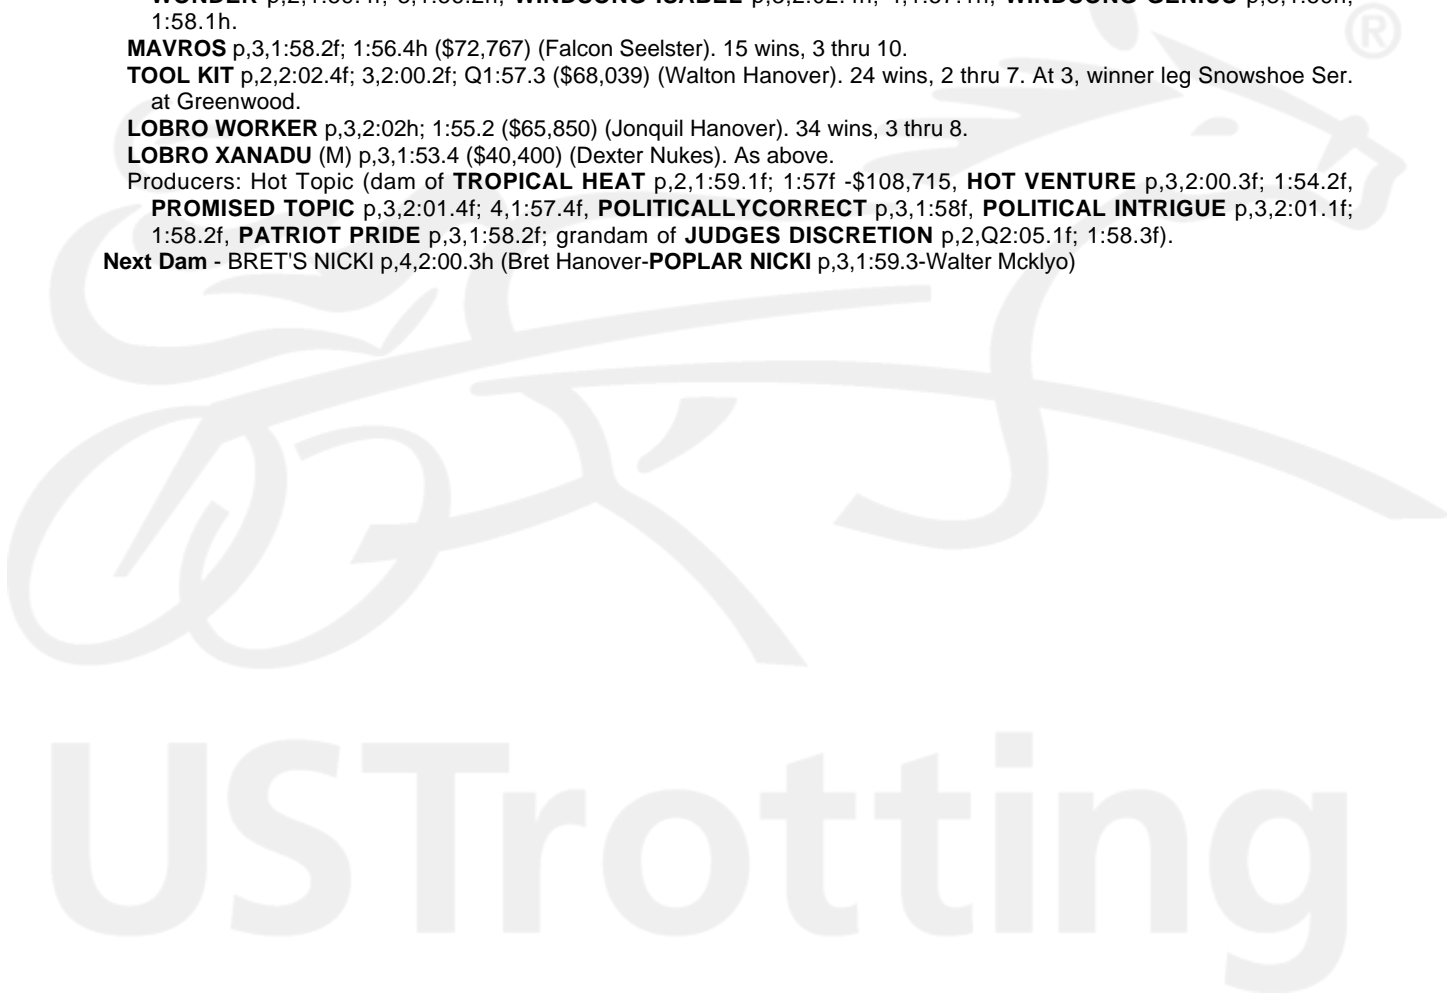 1:58.1h.
MAVROS p,3,1:58.2f; 1:56.4h ($72,767) (Falcon Seelster). 15 wins, 3 thru 10.
TOOL KIT p,2,2:02.4f; 3,2:00.2f; Q1:57.3 ($68,039) (Walton Hanover). 24 wins, 2 thru 7. At 3, winner leg Snowshoe Ser.
at Greenwood.
LOBRO WORKER p,3,2:02h; 1:55.2 ($65,850) (Jonquil Hanover). 34 wins, 3 thru 8.
LOBRO XANADU (M) p,3,1:53.4 ($40,400) (Dexter Nukes). As above.
Producers: Hot Topic (dam of TROPICAL HEAT p,2,1:59.1f; 1:57f -$108,715, HOT VENTURE p,3,2:00.3f; 1:54.2f,
PROMISED TOPIC p,3,2:01.4f; 4,1:57.4f, POLITICALLYCORRECT p,3,1:58f, POLITICAL INTRIGUE p,3,2:01.1f;
1:58.2f, PATRIOT PRIDE p,3,1:58.2f; grandam of JUDGES DISCRETION p,2,Q2:05.1f; 1:58.3f).
Next Dam - BRET'S NICKI p,4,2:00.3h (Bret Hanover-POPLAR NICKI p,3,1:59.3-Walter Mcklyo)
®
USTrotting